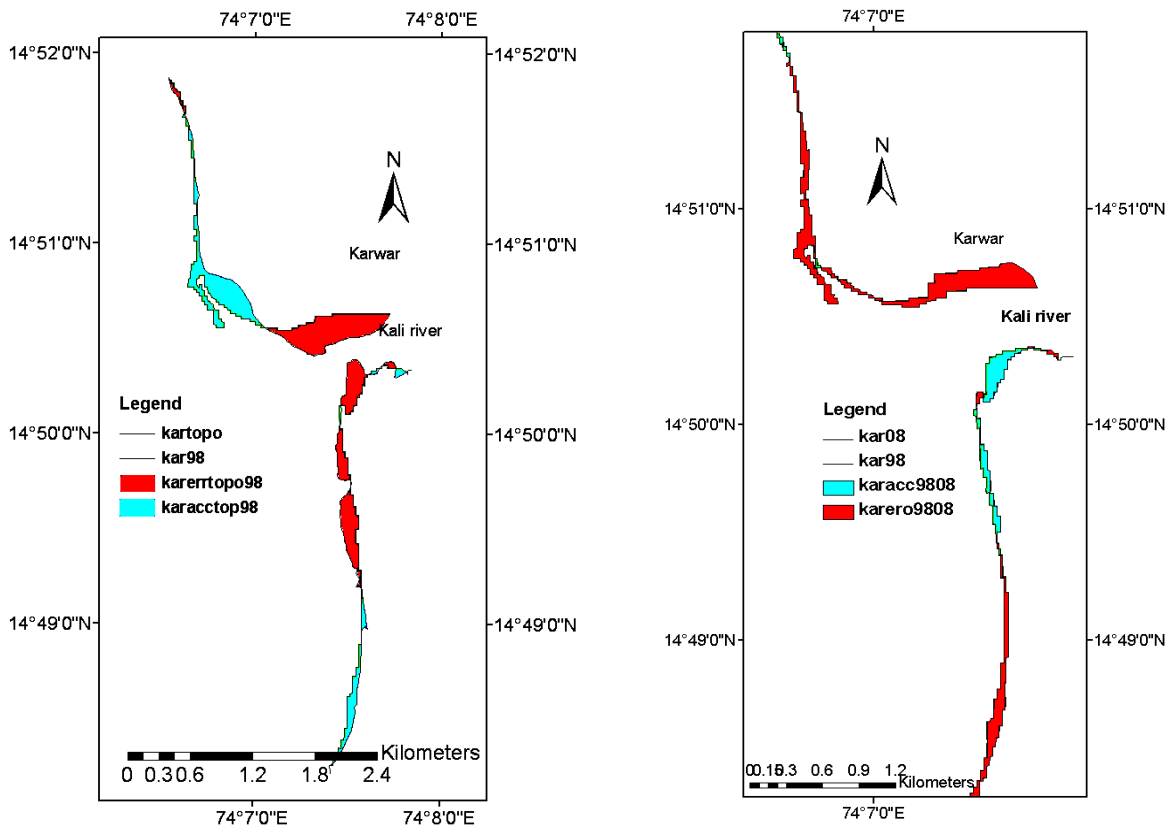 74°7'0"E 74°8'0"E
14°52'0"N 14°52'0"N
N
14°51'0"N 14°51'0"N
Karwar
Kali river
Legend
kartopo
14°50'0"N 14°50'0"N
kar98
karerrtopo98
karacctop98
14°49'0"N 14°49'0"N
Kilometers
0 0.30.6 1.2 1.8 2.4
74°7'0"E 74°8'0"E
74°7'0"E
N
14°51'0"N 14°51'0"N
Karwar
Kali river
Legend
14°50'0"N 14°50'0"N
kar08
kar98
karacc9808
karero9808
14°49'0"N 14°49'0"N
00.150.3 0.6 0.9 1.2
Kilometers
74°7'0"E